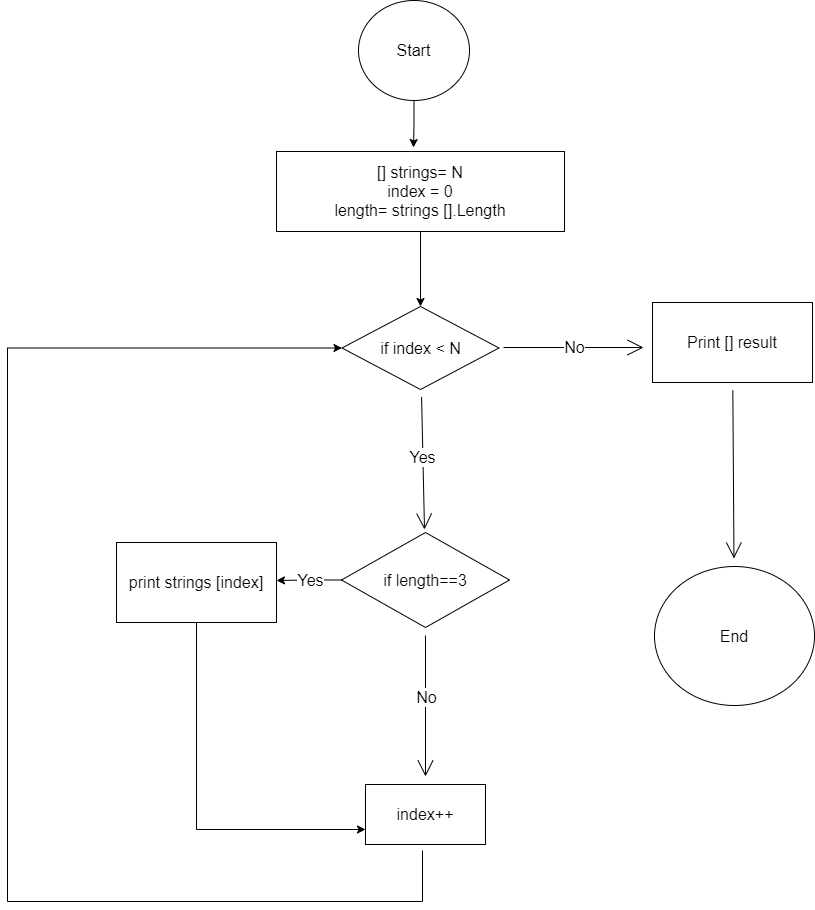 Start
[] strings= N
index = 0
length= strings [].Length
if index < N
No
Print [] result
Yes
print strings [index]
Yes
if length==3
End
No
index++